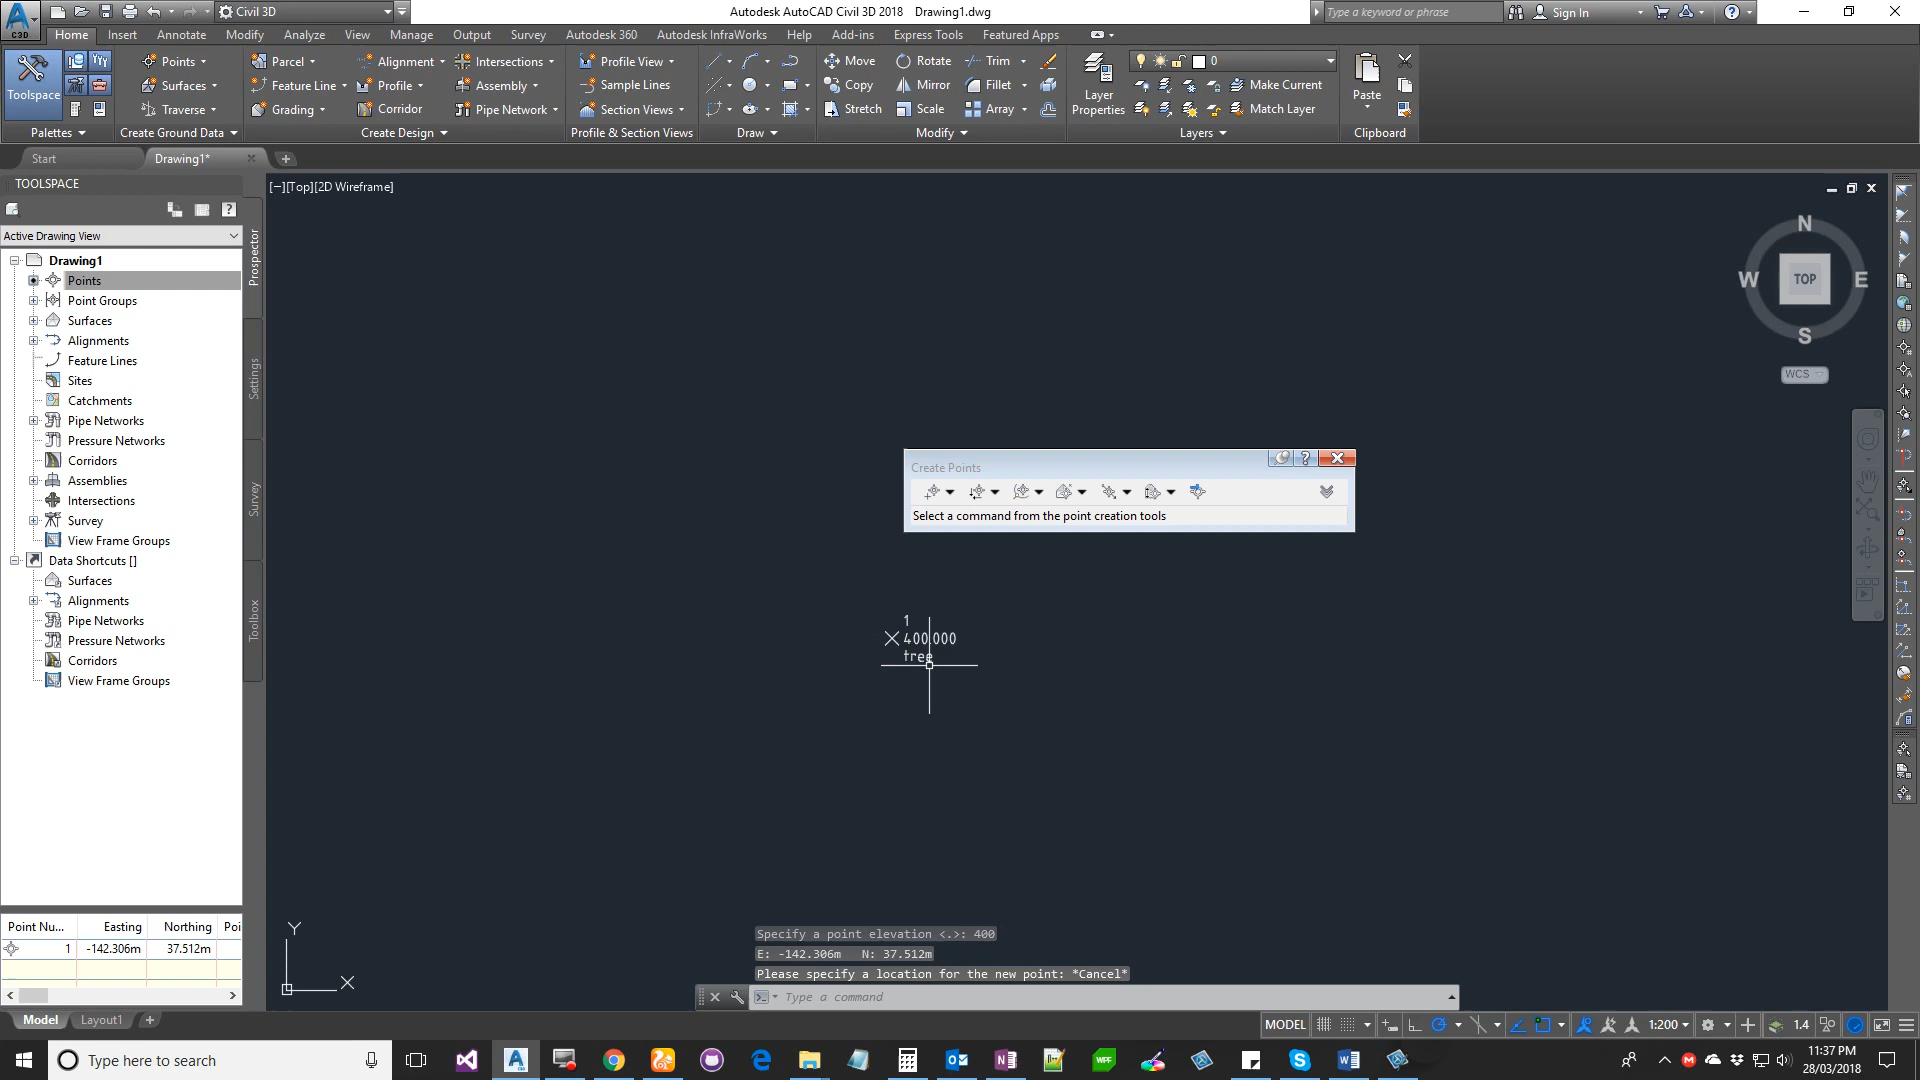 Civil 3D
Autodesk AutoCAD Civil 3D 2018 Drawing1.dwg
Type a keyword or phrase
Sign In
C3D
Home Insert Annotate Modify Analyze View Manage Output Survey Autodesk 360 Autodesk InfraWorks Help Add-ins Express Tools Featured Apps
Toolspace
Points
Surfaces
Traverse
Parcel
Feature Line
Grading
Alignment
Profile
Corridor
Intersections
Assembly
Pipe Network
Profile View
Sample Lines
Section Views
Move
Copy
Stretch
Rotate
Mirror
Scale
Trim
Fillet
Array
Layer
Properties
0
Make Current
Match Layer
Paste
Palettes
Create Ground Data
Create Design
Profile & Section Views
Draw
Modify
Layers
Clipboard
Start
Drawing1*
TOOLSPACE
Active Drawing View
Drawing1
Points
Point Groups
Surfaces
Alignments
Feature Lines
Sites
Catchments
Pipe Networks
Pressure Networks
Corridors
Assemblies
Intersections
Survey
View Frame Groups
Data Shortcuts []
Surfaces
Alignments
Pipe Networks
Pressure Networks
Corridors
View Frame Groups
Prospector
Settings
Survey
Toolbox
Point Nu... Easting Northing Poi
1 -142.306m 37.512m
[−][Top][2D Wireframe]
N
W
TOP
E
S
WCS
Create Points
Select a command from the point creation tools
1
400.000
tree
Y
X
Specify a point elevation <.>: 400
E: -142.306m N: 37.512m
Please specify a location for the new point: *Cancel*
Type a command
Model
Layout1
MODEL
1:200
1.4
Type here to search
11:37 PM
28/03/2018